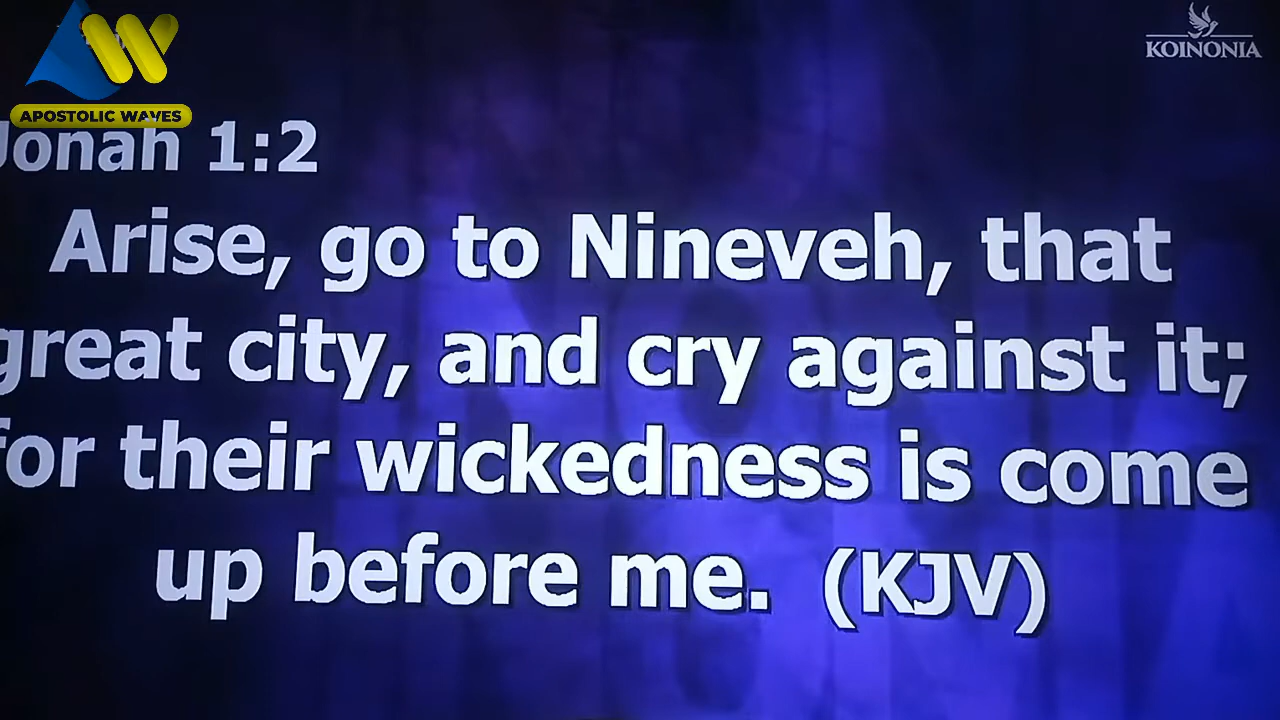 APOSTOLIC WAVES
KOINONIA
Jonah 1:2
Arise, go to Nineveh, that
great city, and cry against it;
for their wickedness is come
up before me. (KJV)